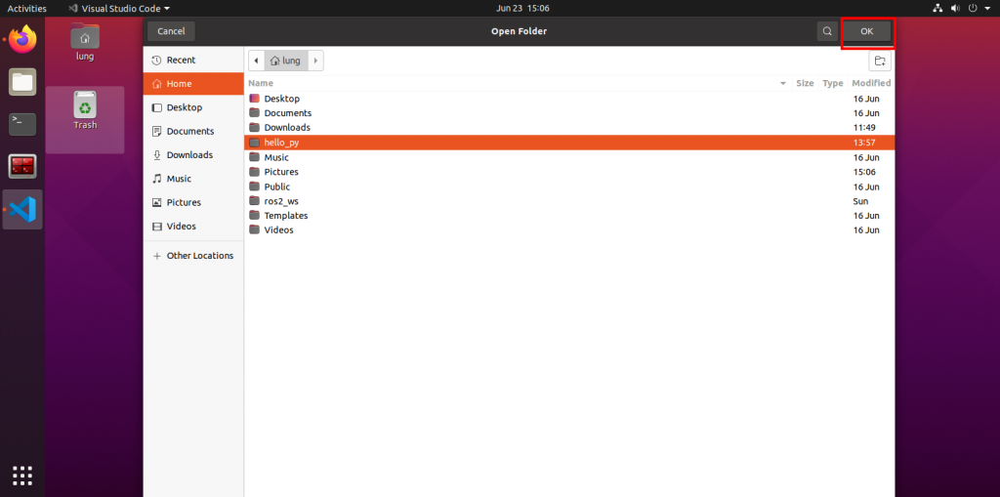 Activities Visual Studio Code Jun 23 15:06
Cancel Open Folder OK
lung
Trash
>_
Recent
Home
Desktop
Documents
Downloads
Music
Pictures
Videos
Other Locations
lung
Name Size Type Modified
Desktop 16 Jun
Documents 16 Jun
Downloads 11:49
hello_py 13:57
Music 16 Jun
Pictures 15:06
Public 16 Jun
ros2_ws Sun
Templates 16 Jun
Videos 16 Jun